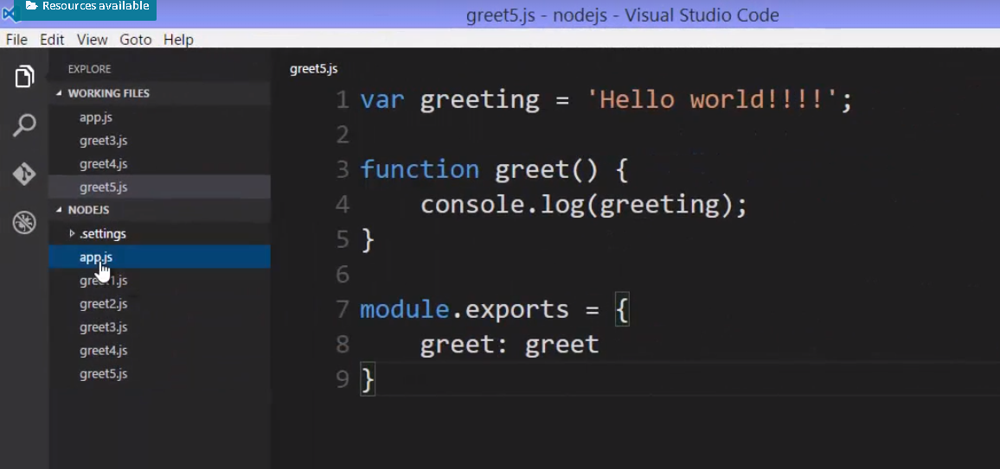 Resources available
greet5.js - nodejs - Visual Studio Code
File Edit View Goto Help
EXPLORE
WORKING FILES
app.js
greet3.js
greet4.js
greet5.js
NODEJS
.settings
app.js
greet1.js
greet2.js
greet3.js
greet4.js
greet5.js
greet5.js
1 var greeting = 'Hello world!!!!';
2
3 function greet() {
4 console.log(greeting);
5 }
6
7 module.exports = {
8 greet: greet
9 }